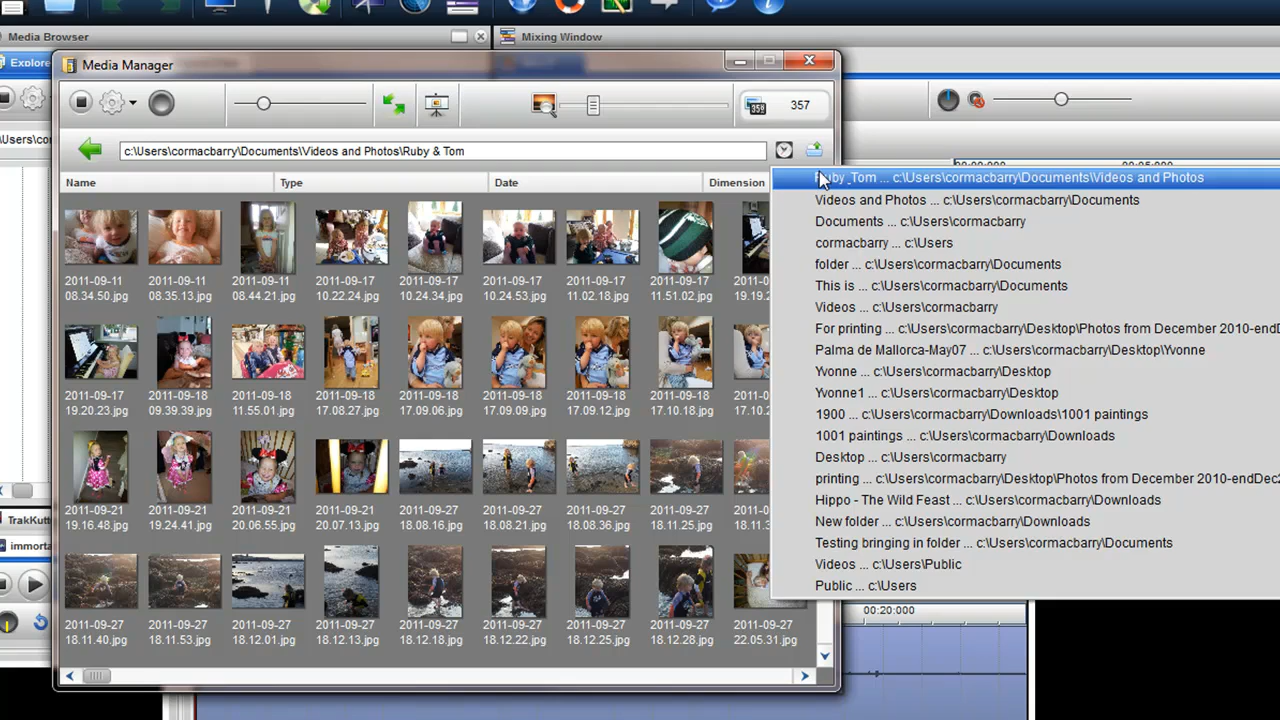 Media Browser
Mixing Window
Explore
Media Manager
357
\Users\cormac
c:\Users\cormacbarry\Documents\Videos and Photos\Ruby & Tom
Name Type Date Dimension
2011-09-11 08.34.50.jpg
2011-09-11 08.35.13.jpg
2011-09-11 08.44.21.jpg
2011-09-17 10.22.24.jpg
2011-09-17 10.24.34.jpg
2011-09-17 10.24.53.jpg
2011-09-17 11.02.18.jpg
2011-09-17 11.51.02.jpg
2011-09-17 19.20.23.jpg
2011-09-18 09.39.39.jpg
2011-09-18 11.55.01.jpg
2011-09-18 17.08.27.jpg
2011-09-18 17.09.06.jpg
2011-09-18 17.09.09.jpg
2011-09-18 17.09.12.jpg
2011-09-18 17.10.18.jpg
2011-09-21 19.16.48.jpg
2011-09-21 19.24.41.jpg
2011-09-21 20.06.55.jpg
2011-09-21 20.07.13.jpg
2011-09-27 18.08.16.jpg
2011-09-27 18.08.21.jpg
2011-09-27 18.08.36.jpg
2011-09-27 18.11.25.jpg
2011-09-27 18.11.40.jpg
2011-09-27 18.11.53.jpg
2011-09-27 18.12.01.jpg
2011-09-27 18.12.13.jpg
2011-09-27 18.12.18.jpg
2011-09-27 18.12.22.jpg
2011-09-27 18.12.25.jpg
2011-09-27 18.12.28.jpg
2011-09-27 22.05.31.jpg
Ruby _Tom ... c:\Users\cormacbarry\Documents\Videos and Photos
Videos and Photos ... c:\Users\cormacbarry\Documents
Documents ... c:\Users\cormacbarry
cormacbarry ... c:\Users
folder ... c:\Users\cormacbarry\Documents
This is ... c:\Users\cormacbarry\Documents
Videos ... c:\Users\cormacbarry
For printing ... c:\Users\cormacbarry\Desktop\Photos from December 2010-endD
Palma de Mallorca-May07 ... c:\Users\cormacbarry\Desktop\Yvonne
Yvonne ... c:\Users\cormacbarry\Desktop
Yvonne1 ... c:\Users\cormacbarry\Desktop
1900 ... c:\Users\cormacbarry\Downloads\1001 paintings
1001 paintings ... c:\Users\cormacbarry\Downloads
Desktop ... c:\Users\cormacbarry
printing ... c:\Users\cormacbarry\Desktop\Photos from December 2010-endDec2
Hippo - The Wild Feast ... c:\Users\cormacbarry\Downloads
New folder ... c:\Users\cormacbarry\Downloads
Testing bringing in folder ... c:\Users\cormacbarry\Documents
Videos ... c:\Users\Public
Public ... c:\Users
TrakKutt
immorta
00:20:000